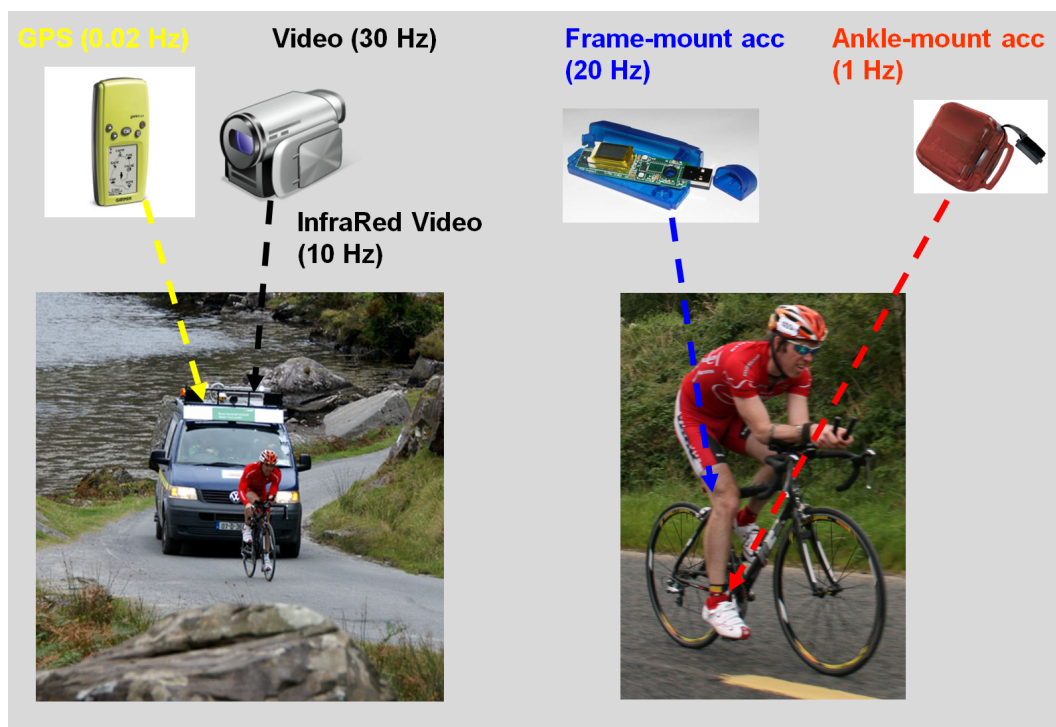 GPS (0.02 Hz)
Video (30 Hz)
Frame-mount acc
(20 Hz)
Ankle-mount acc
(1 Hz)
InfraRed Video
(10 Hz)
GARMIN